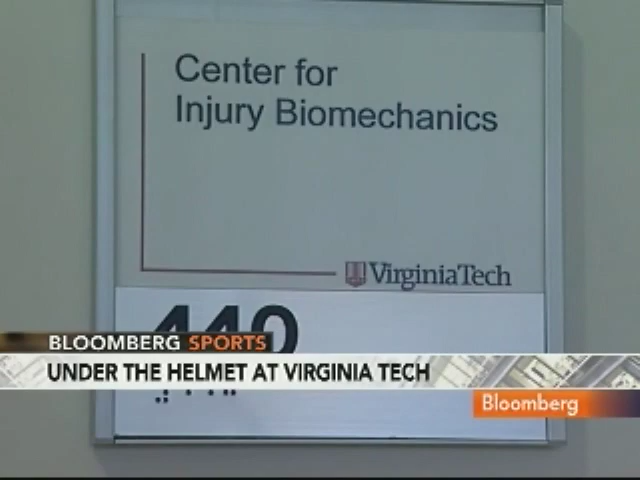 Center for
Injury Biomechanics
VirginiaTech
BLOOMBERG SPORTS
UNDER THE HELMET AT VIRGINIA TECH
Bloomberg